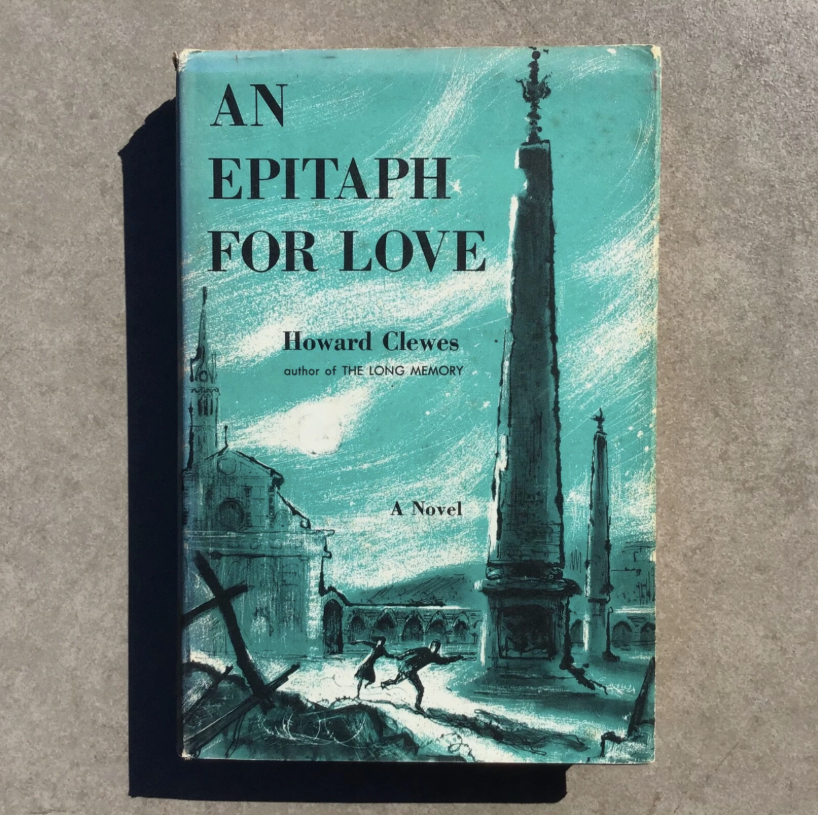 AN
EPITAPH
FOR LOVE
Howard Clewes
author of THE LONG MEMORY
A Novel